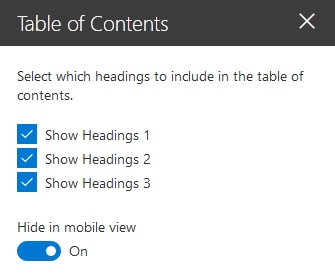 Table of Contents
Select which headings to include in the table of
contents.
Show Headings 1
Show Headings 2
Show Headings 3
Hide in mobile view
On